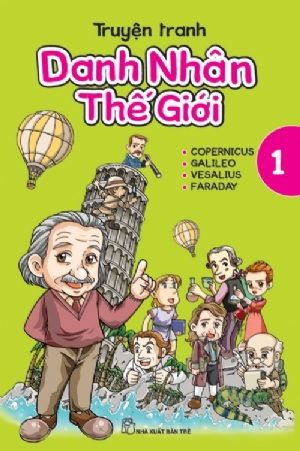 Truyện tranh
Danh Nhân
Thế Giới
• COPERNICUS
• GALILEO
• VESALIUS
• FARADAY
1
NHÀ XUẤT BẢN TRẺ